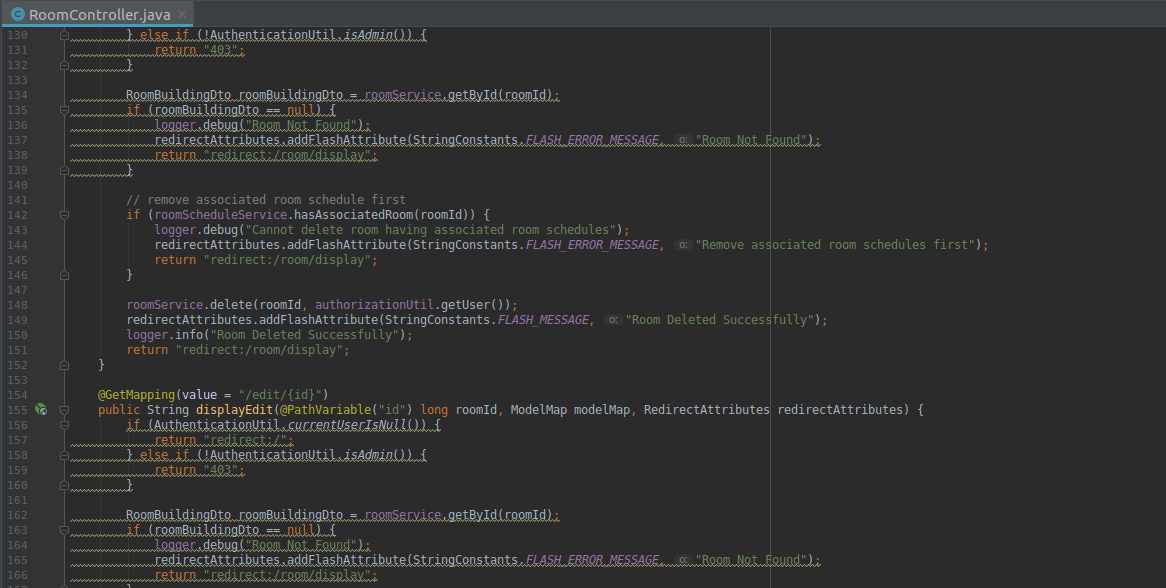 RoomController.java
130 } else if (!AuthenticationUtil.isAdmin()) {
131 return "403";
132 }
133
134 RoomBuildingDto roomBuildingDto = roomService.getById(roomId);
135 if (roomBuildingDto == null) {
136 logger.debug("Room Not Found");
137 redirectAttributes.addFlashAttribute(StringConstants.FLASH_ERROR_MESSAGE, o: "Room Not Found");
138 return "redirect:/room/display";
139 }
140
141 // remove associated room schedule first
142 if (roomScheduleService.hasAssociatedRoom(roomId)) {
143 logger.debug("Cannot delete room having associated room schedules");
144 redirectAttributes.addFlashAttribute(StringConstants.FLASH_ERROR_MESSAGE, o: "Remove associated room schedules first");
145 return "redirect:/room/display";
146 }
147
148 roomService.delete(roomId, authorizationUtil.getUser());
149 redirectAttributes.addFlashAttribute(StringConstants.FLASH_MESSAGE, o: "Room Deleted Successfully");
150 logger.info("Room Deleted Successfully");
151 return "redirect:/room/display";
152 }
153
154 @GetMapping(value = "/edit/{id}")
155 public String displayEdit(@PathVariable("id") long roomId, ModelMap modelMap, RedirectAttributes redirectAttributes) {
156 if (AuthenticationUtil.currentUserIsNull()) {
157 return "redirect:/";
158 } else if (!AuthenticationUtil.isAdmin()) {
159 return "403";
160 }
161
162 RoomBuildingDto roomBuildingDto = roomService.getById(roomId);
163 if (roomBuildingDto == null) {
164 logger.debug("Room Not Found");
165 redirectAttributes.addFlashAttribute(StringConstants.FLASH_ERROR_MESSAGE, o: "Room Not Found");
166 return "redirect:/room/display";
167 }